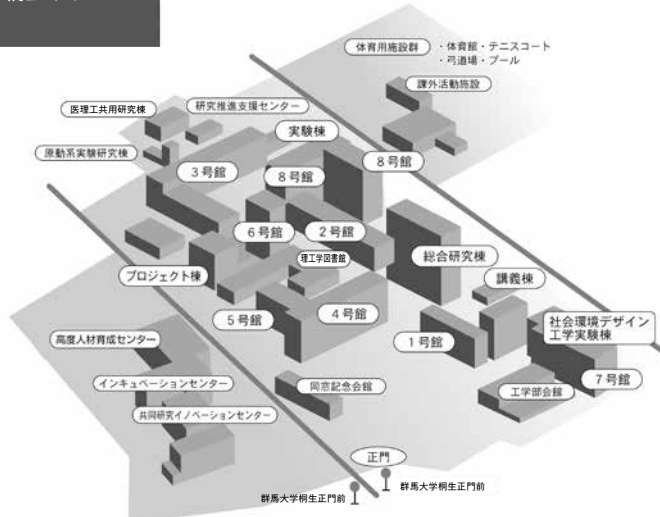 体育用施設群 ・体育館・テニスコート
・弓道場・プール
課外活動施設
医理工共用研究棟
研究推進支援センター
実験棟
原動系実験研究棟
3号館
8号館
8号館
6号館
2号館
理工学図書館
総合研究棟
プロジェクト棟
講義棟
5号館
4号館
1号館
社会環境デザイン
工学実験棟
高度人材育成センター
7号館
インキュベーションセンター
同窓記念会館
工学部会館
共同研究イノベーションセンター
正門
群馬大学桐生正門前
群馬大学桐生正門前